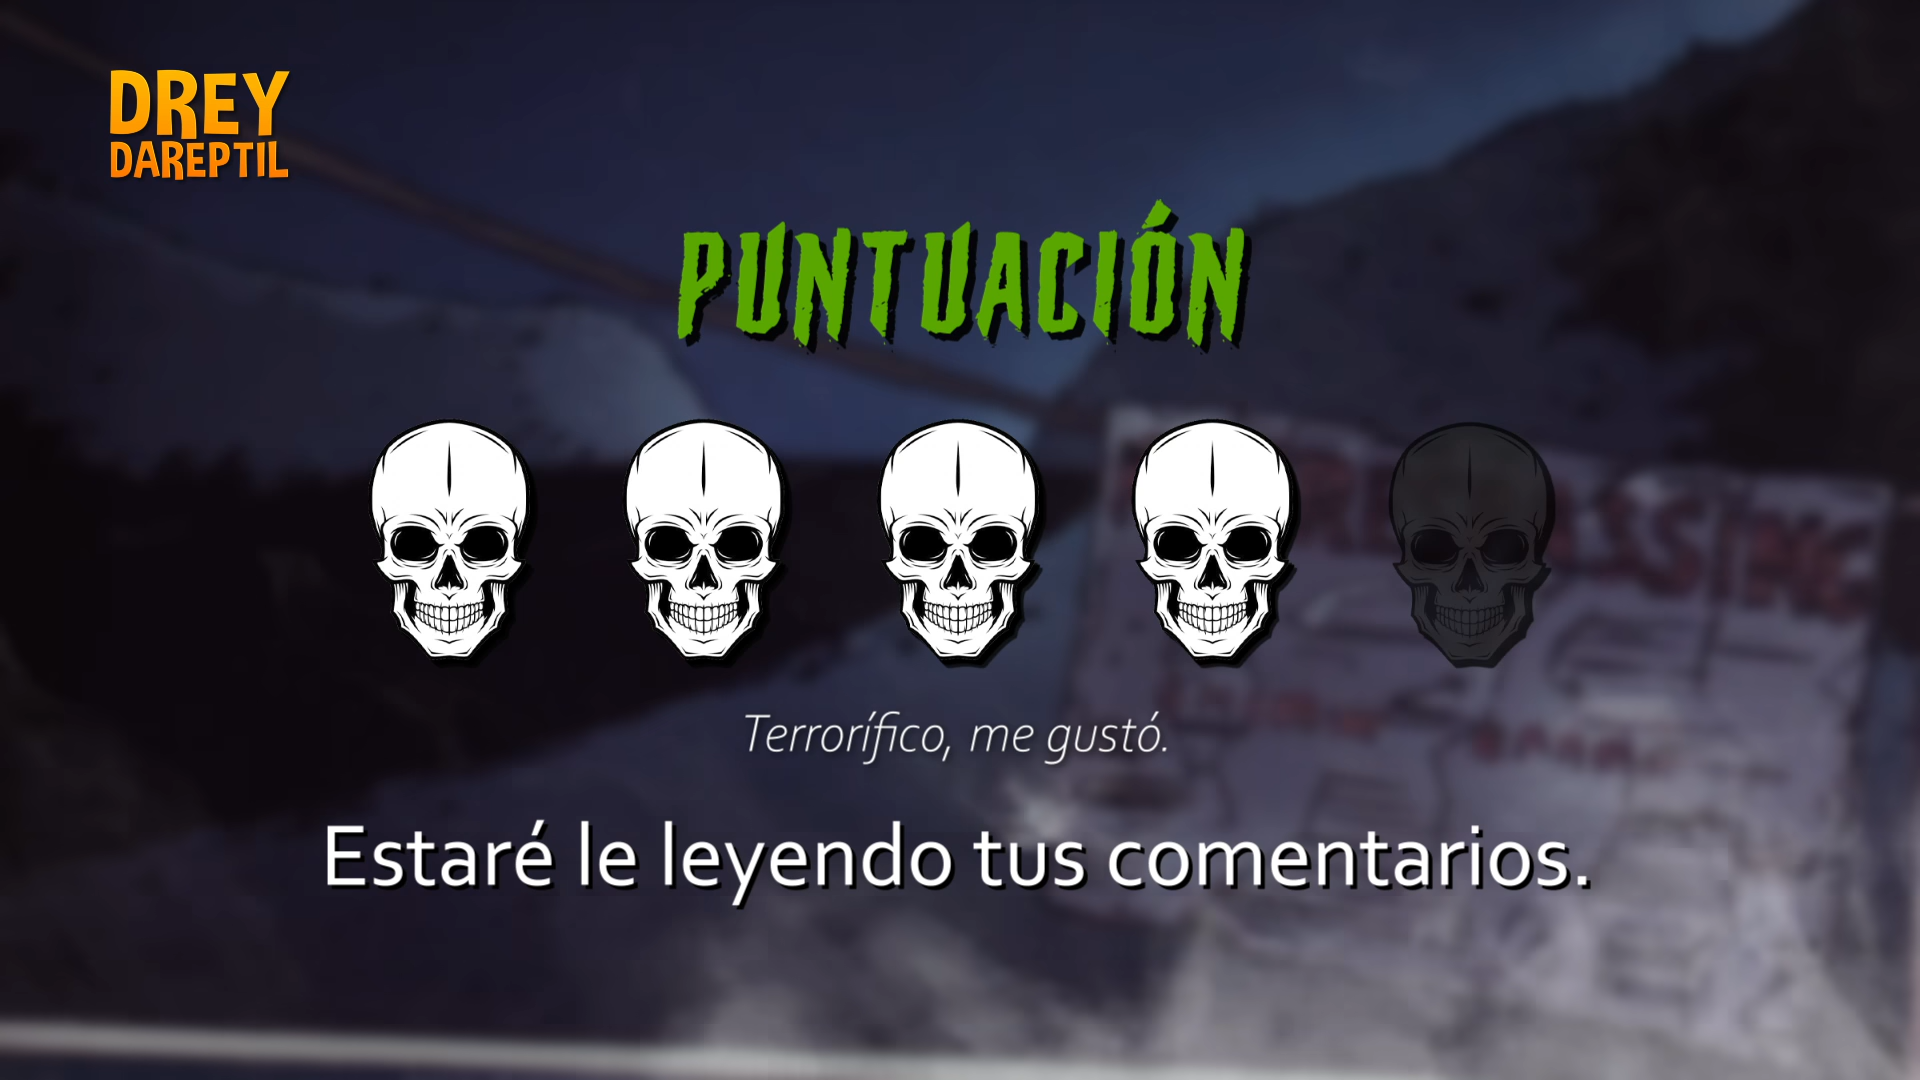 DREY
DAREPTIL
PUNTUACIÓN
Terrorífico, me gustó.
Estaré le leyendo tus comentarios.